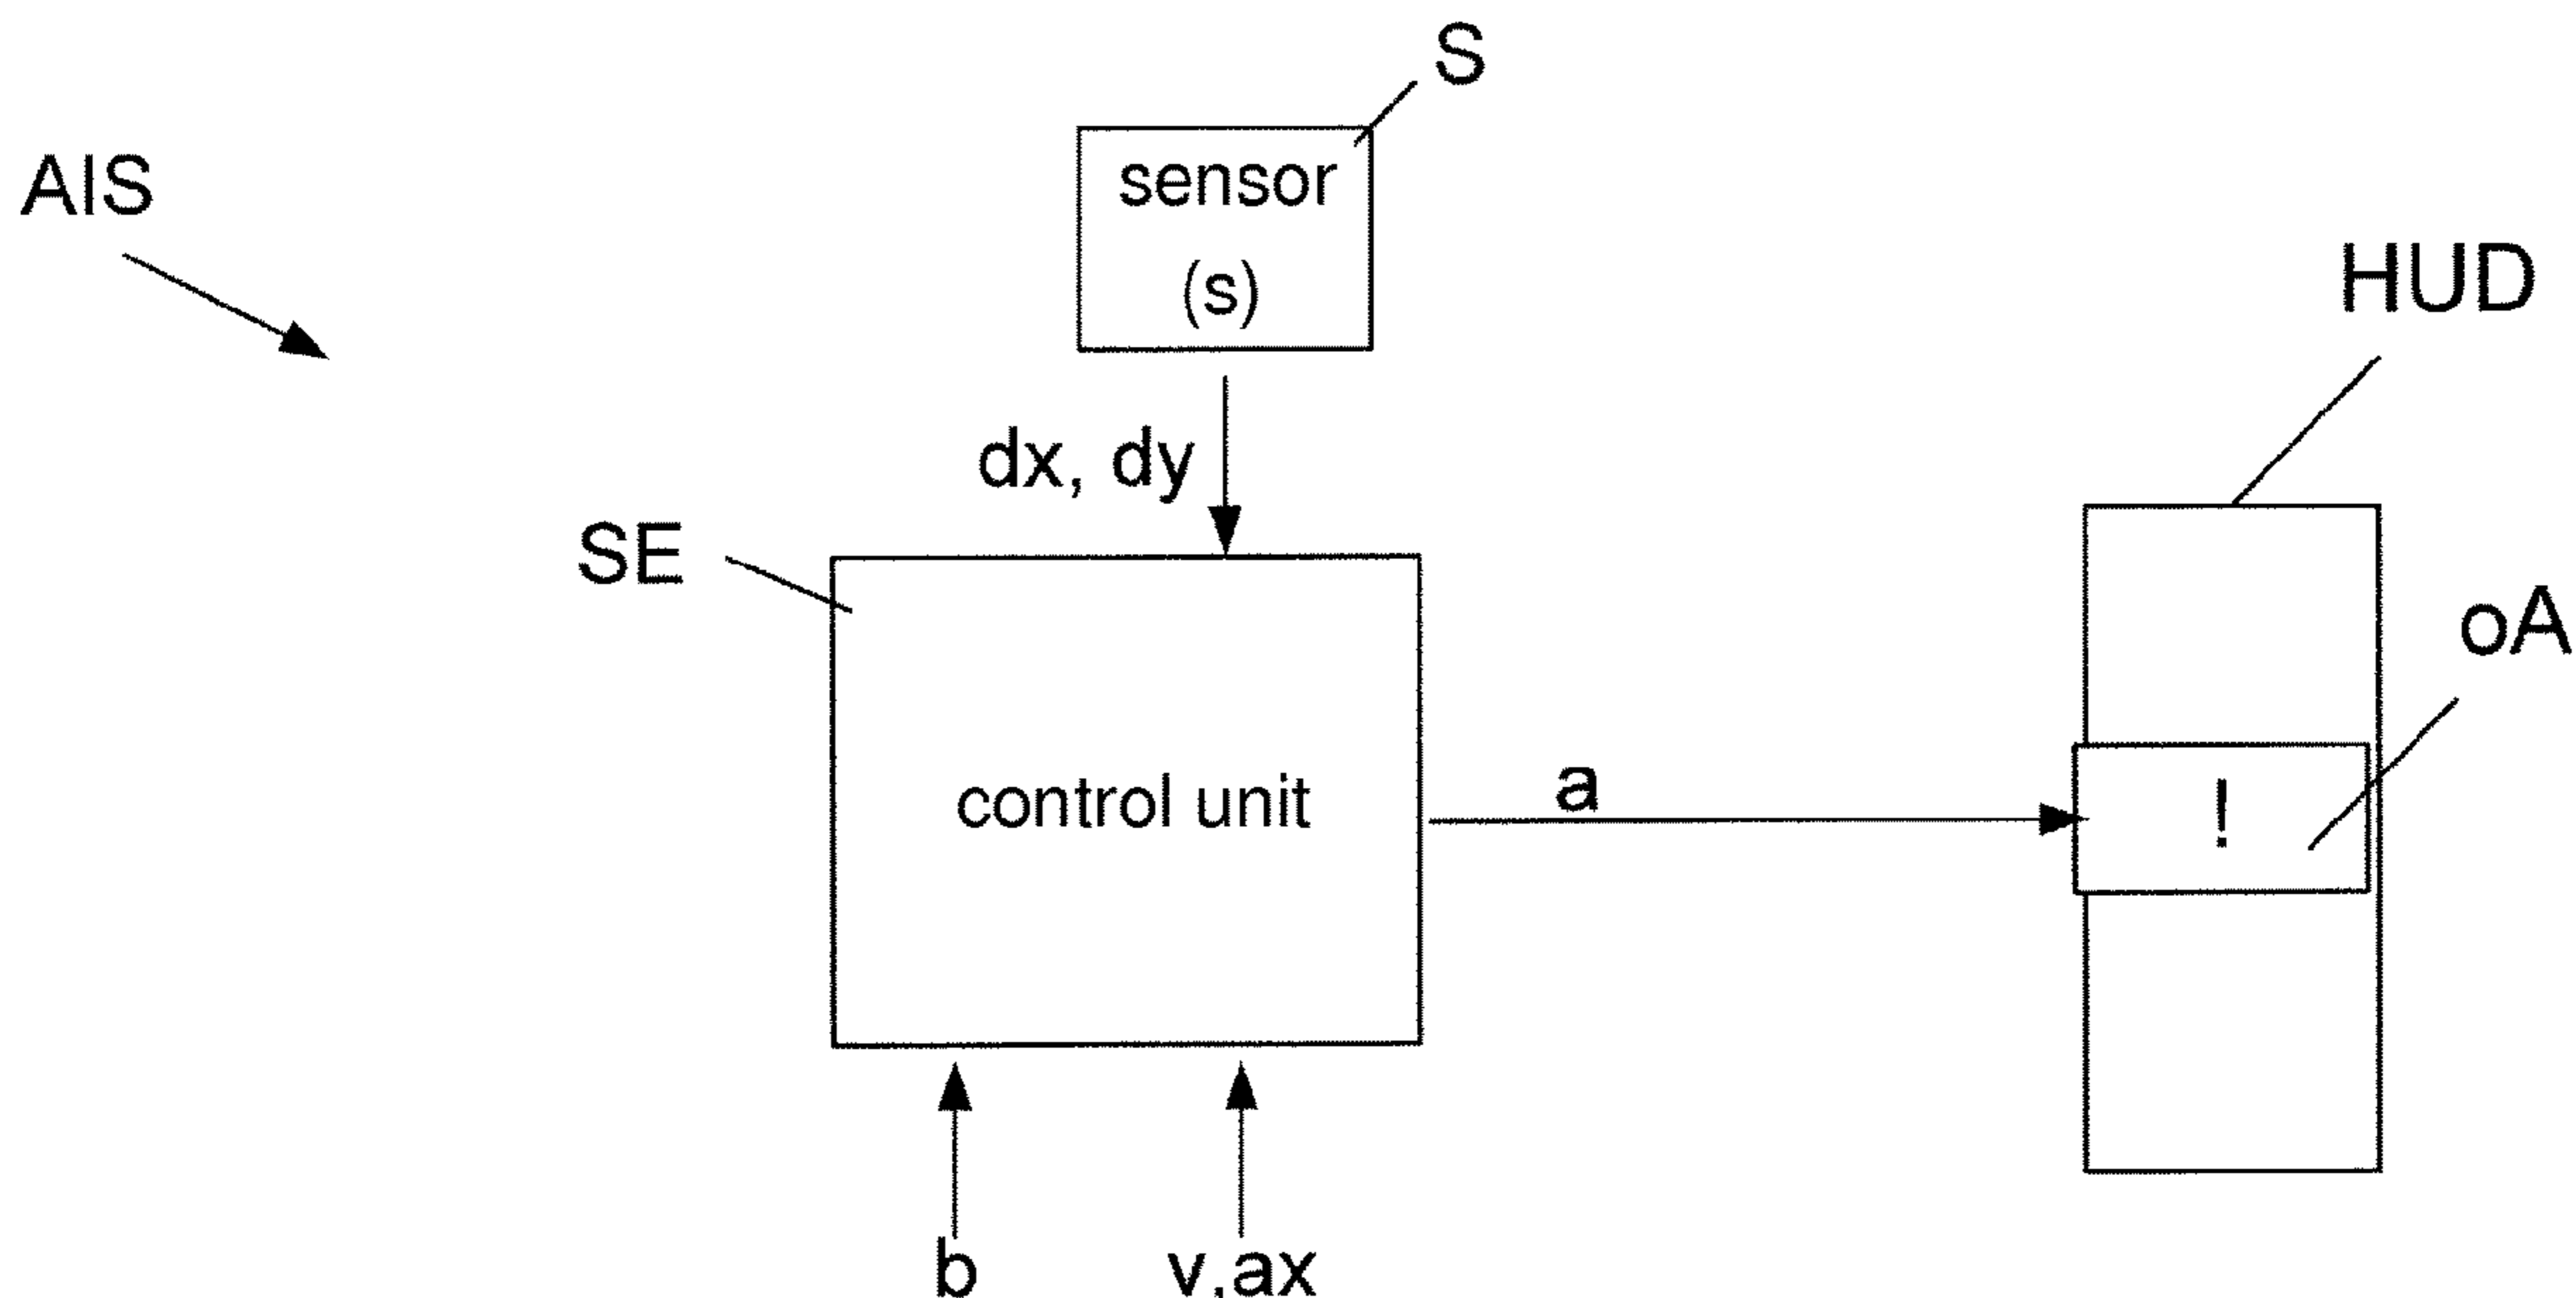 S
AIS
sensor
(s)
HUD
dx, dy
SE
oA
control unit
a
!
b
v,ax